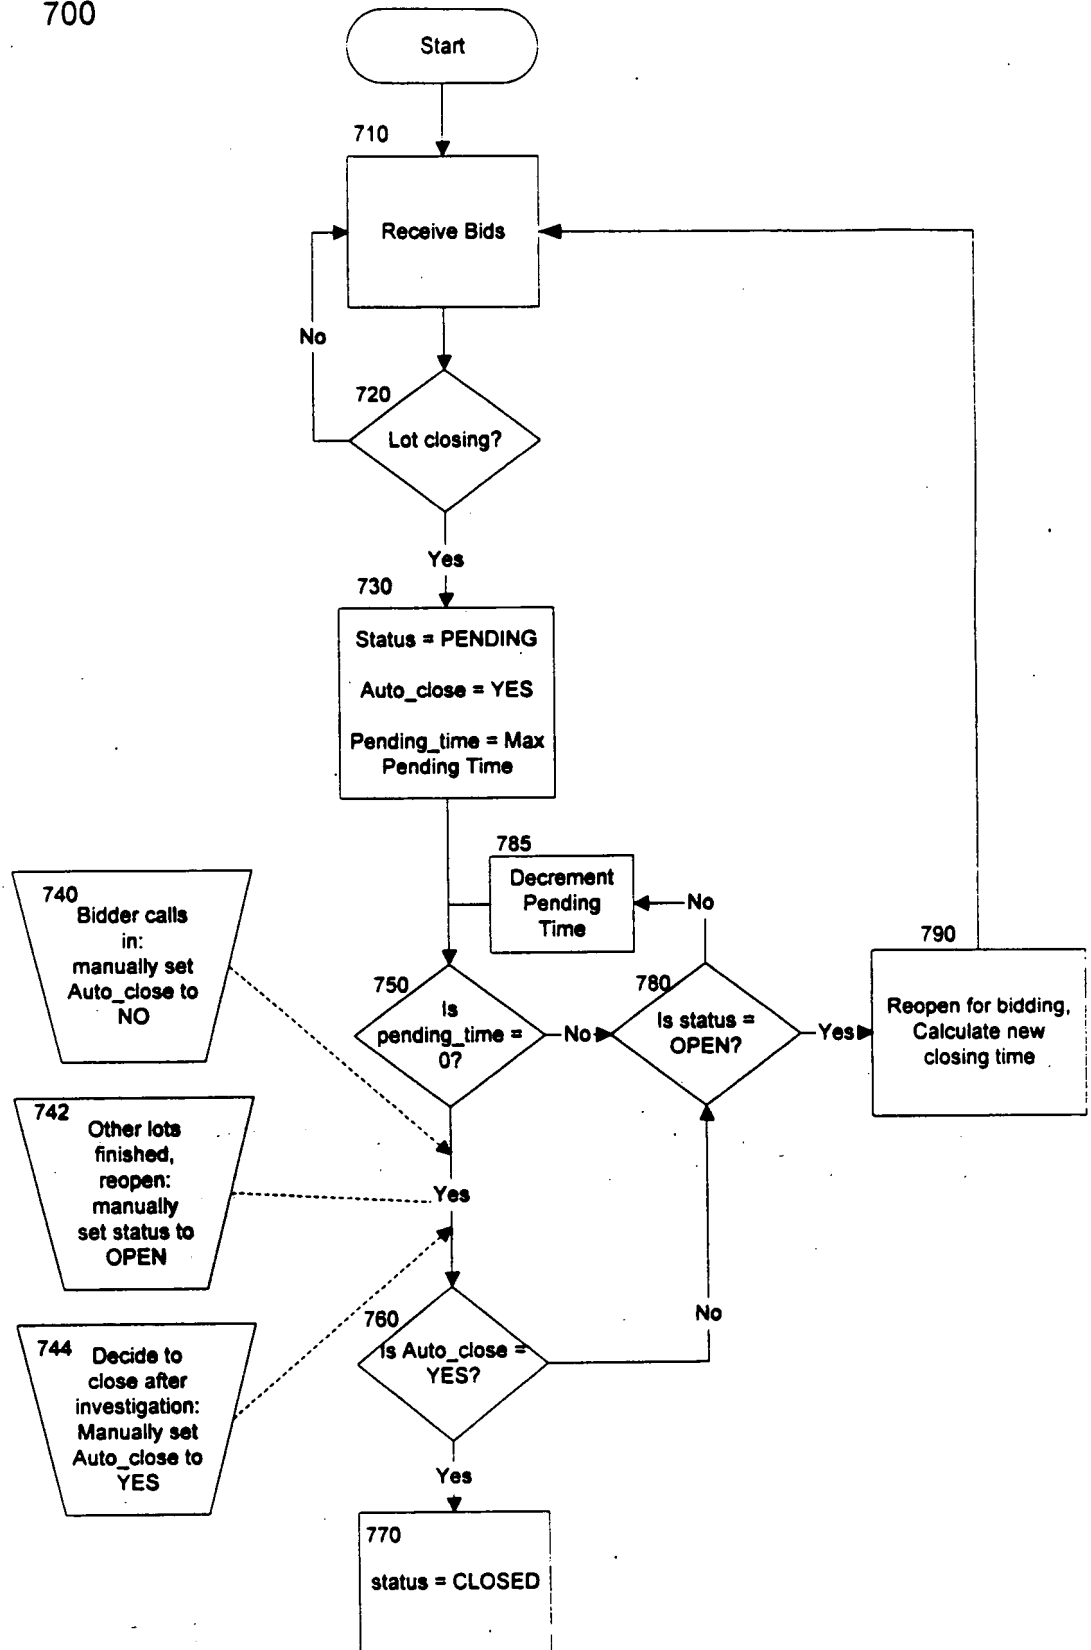 700
Start
710
Receive Bids
No
720
Lot closing?
Yes
730
Status = PENDING
Auto_close = YES
Pending_time = Max
Pending Time
785
Decrement
Pending
Time
No
740
Bidder calls
in:
manually set
Auto_close to
NO
750
Is
pending_time =
0?
No
780
Is status =
OPEN?
Yes
790
Reopen for bidding,
Calculate new
closing time
742
Other lots
finished,
reopen:
manually
set status to
OPEN
Yes
744
Decide to
close after
investigation:
Manually set
Auto_close to
YES
760
Is Auto_close =
YES?
No
Yes
770
status = CLOSED